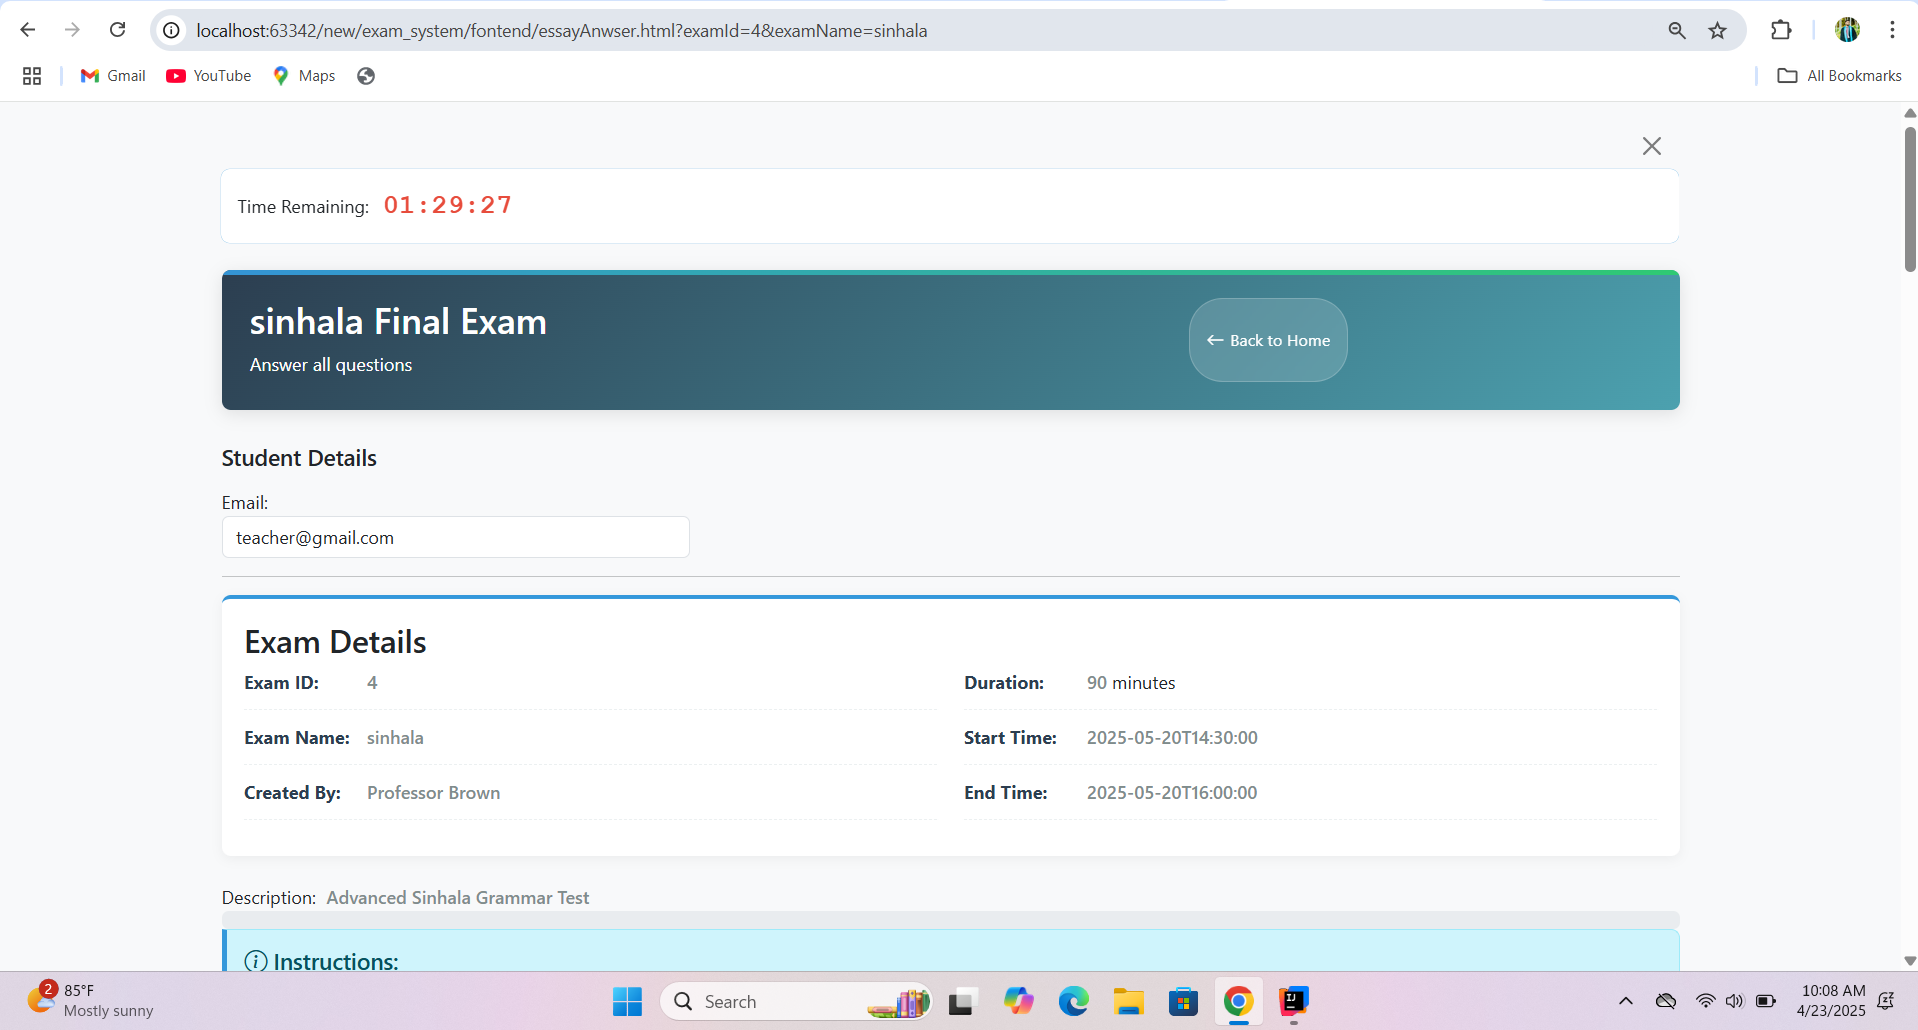 localhost:63342/new/exam_system/fontend/essayAnwser.html?examId=4&examName=sinhala
Gmail YouTube Maps All Bookmarks
Time Remaining: 01:29:27
sinhala Final Exam
Answer all questions
← Back to Home
Student Details
Email:
teacher@gmail.com
Exam Details
Exam ID: 4 Duration: 90 minutes
Exam Name: sinhala Start Time: 2025-05-20T14:30:00
Created By: Professor Brown End Time: 2025-05-20T16:00:00
Description: Advanced Sinhala Grammar Test
Instructions:
2
85°F
Mostly sunny
Search
10:08 AM
4/23/2025